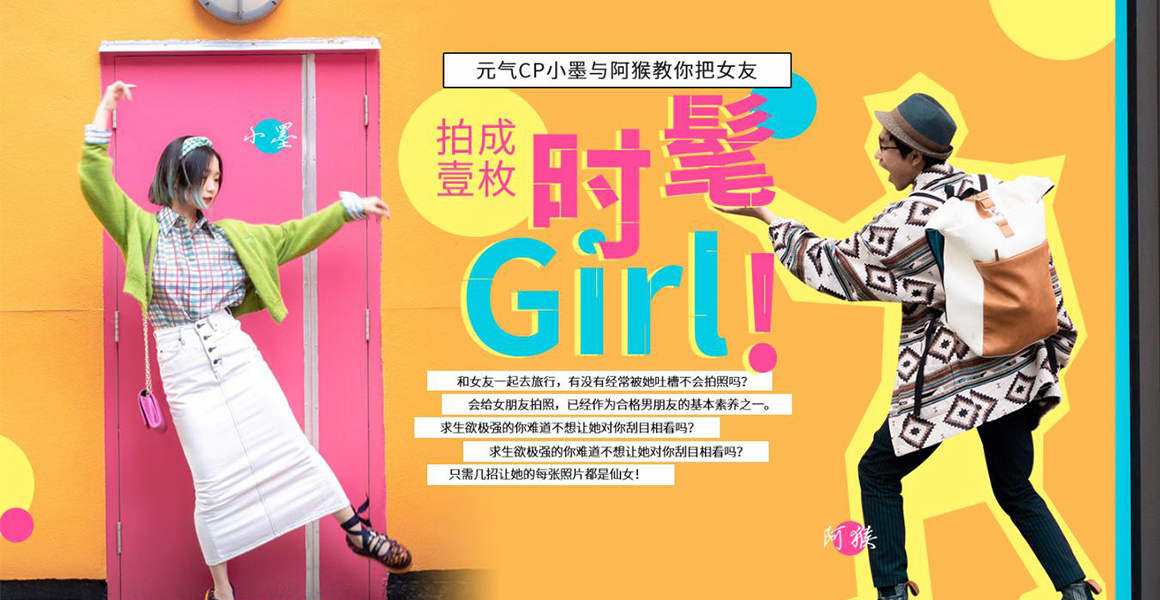 元气CP小墨与阿猴教你把女友
拍成
壹枚
时髦
Girl!
小墨
和女友一起去旅行，有没有经常被她吐槽不会拍照吗？
会给女朋友拍照，已经作为合格男朋友的基本素养之一。
求生欲极强的你难道不想让她对你刮目相看吗？
求生欲极强的你难道不想让她对你刮目相看吗？
只需几招让她的每张照片都是仙女！
阿猴